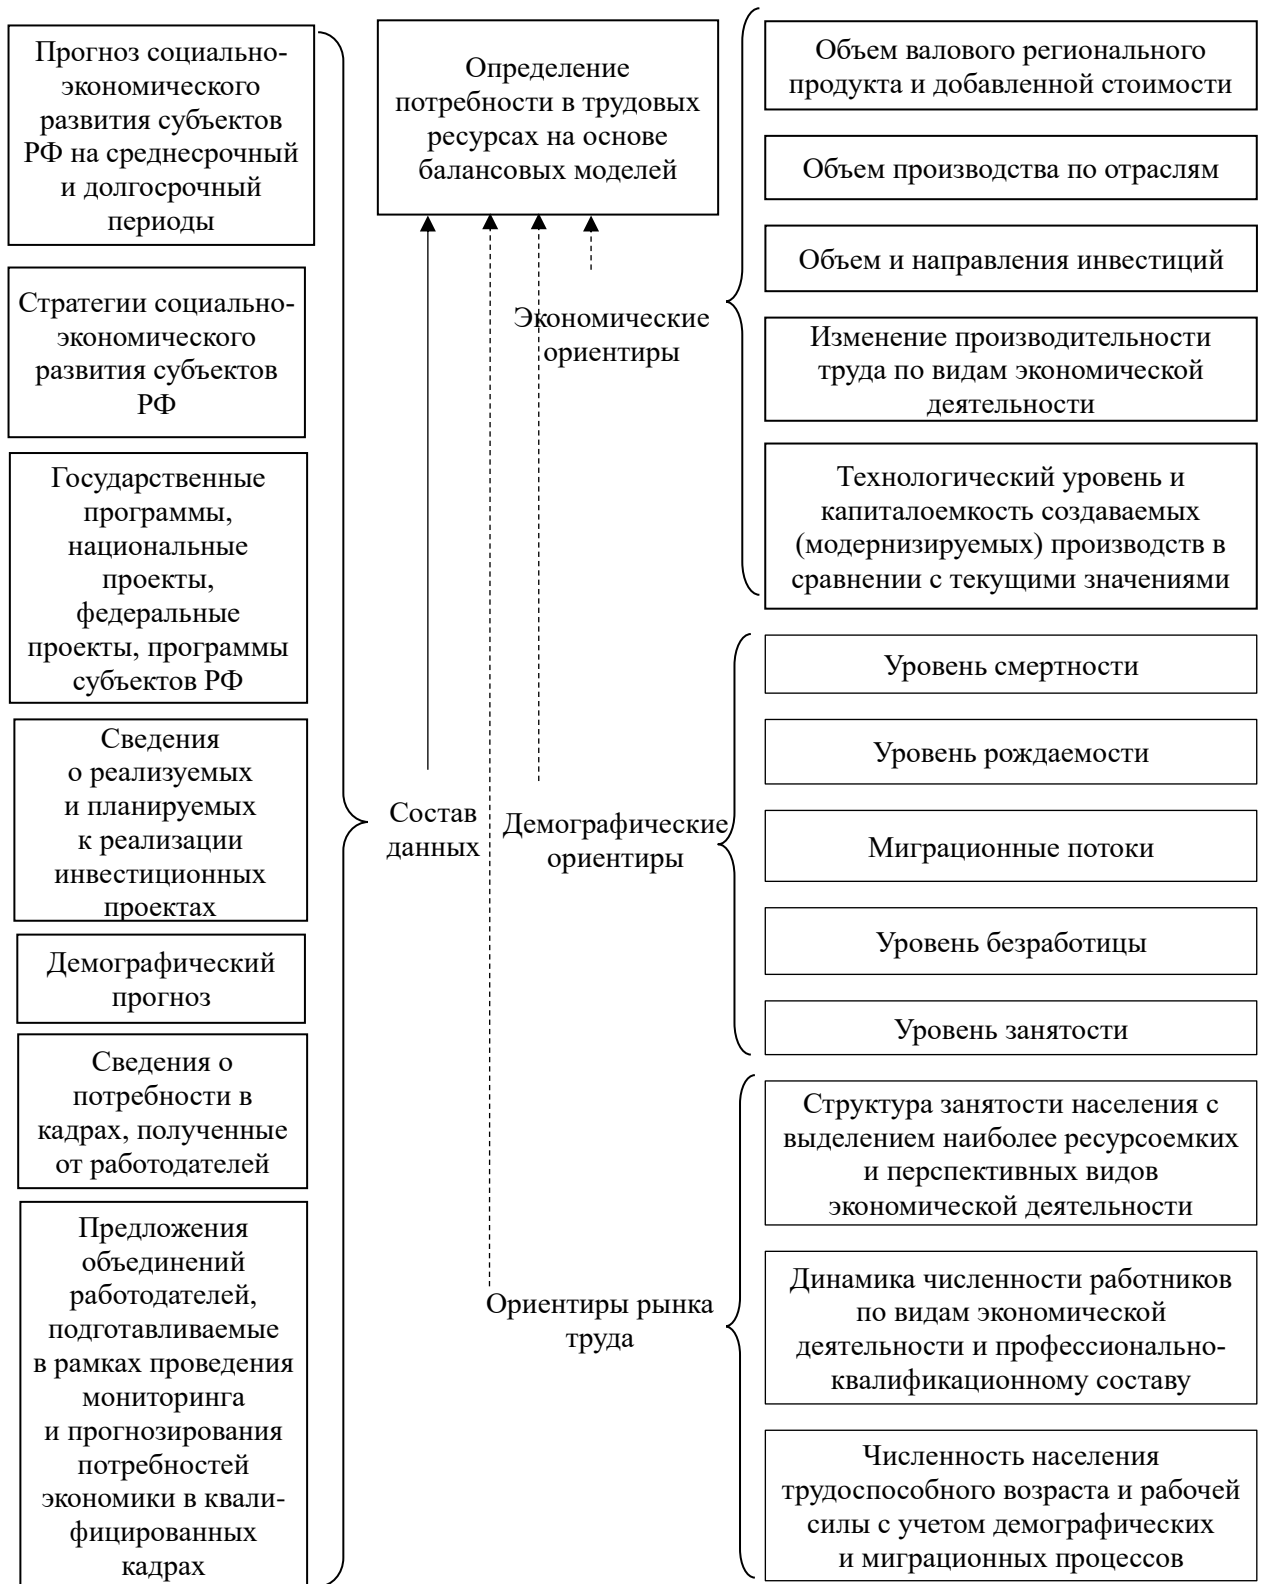 Прогноз социально-
экономического
развития субъектов
РФ на среднесрочный
и долгосрочный
периоды
Стратегии социально-
экономического
развития субъектов
РФ
Государственные
программы,
национальные
проекты,
федеральные
проекты, программы
субъектов РФ
Сведения
о реализуемых
и планируемых
к реализации
инвестиционных
проектах
Демографический
прогноз
Сведения о
потребности в
кадрах, полученные
от работодателей
Предложения
объединений
работодателей,
подготавливаемые
в рамках проведения
мониторинга
и прогнозирования
потребностей
экономики в квали-
фицированных
кадрах
Состав
данных
Определение
потребности в трудовых
ресурсах на основе
балансовых моделей
Экономические
ориентиры
Объем валового регионального
продукта и добавленной стоимости
Объем производства по отраслям
Объем и направления инвестиций
Изменение производительности
труда по видам экономической
деятельности
Технологический уровень и
капиталоемкость создаваемых
(модернизируемых) производств в
сравнении с текущими значениями
Демографические
ориентиры
Уровень смертности
Уровень рождаемости
Миграционные потоки
Уровень безработицы
Уровень занятости
Ориентиры рынка
труда
Структура занятости населения с
выделением наиболее ресурсоемких
и перспективных видов
экономической деятельности
Динамика численности работников
по видам экономической
деятельности и профессионально-
квалификационному составу
Численность населения
трудоспособного возраста и рабочей
силы с учетом демографических
и миграционных процессов